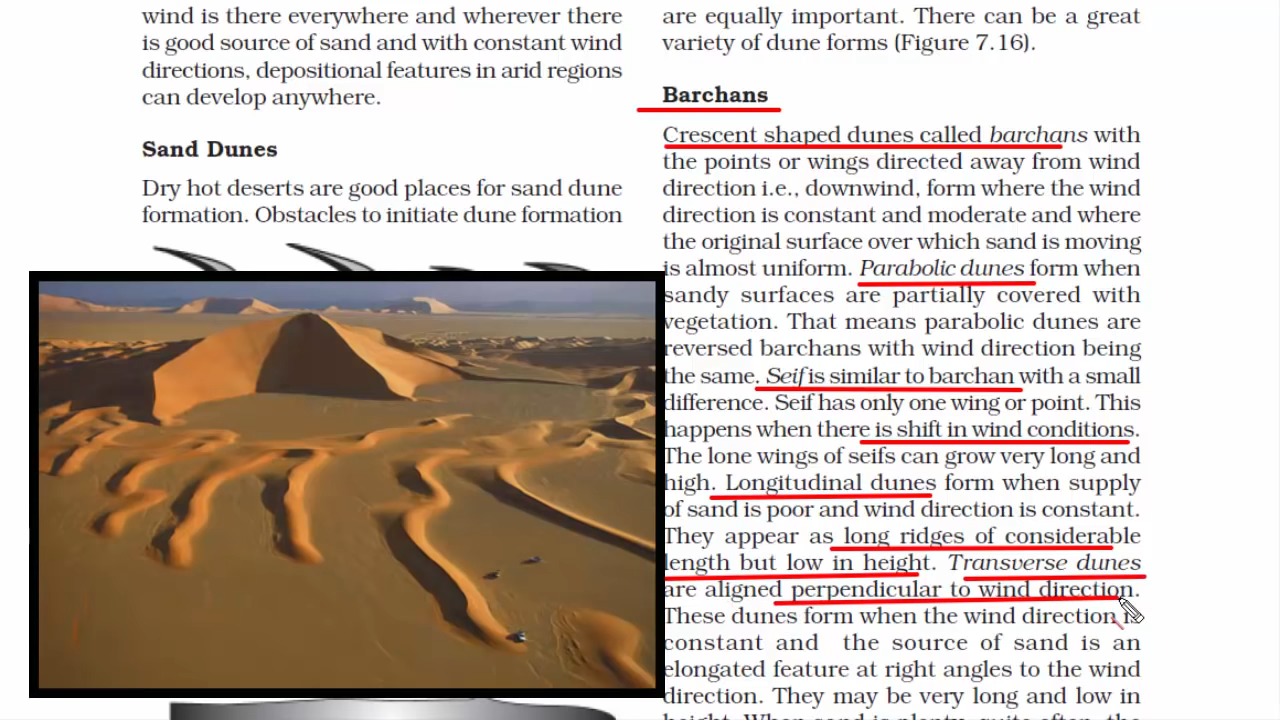 wind is there everywhere and wherever there
is good source of sand and with constant wind
directions, depositional features in arid regions
can develop anywhere.
Sand Dunes
Dry hot deserts are good places for sand dune
formation. Obstacles to initiate dune formation
are equally important. There can be a great
variety of dune forms (Figure 7.16).
Barchans
Crescent shaped dunes called barchans with
the points or wings directed away from wind
direction i.e., downwind, form where the wind
direction is constant and moderate and where
the original surface over which sand is moving
is almost uniform. Parabolic dunes form when
sandy surfaces are partially covered with
vegetation. That means parabolic dunes are
reversed barchans with wind direction being
the same. Seif is similar to barchan with a small
difference. Seif has only one wing or point. This
happens when there is shift in wind conditions.
The lone wings of seifs can grow very long and
high. Longitudinal dunes form when supply
of sand is poor and wind direction is constant.
They appear as long ridges of considerable
length but low in height. Transverse dunes
are aligned perpendicular to wind direction.
These dunes form when the wind direction is
constant and the source of sand is an
elongated feature at right angles to the wind
direction. They may be very long and low in
height. When sand is plenty, quite often, the